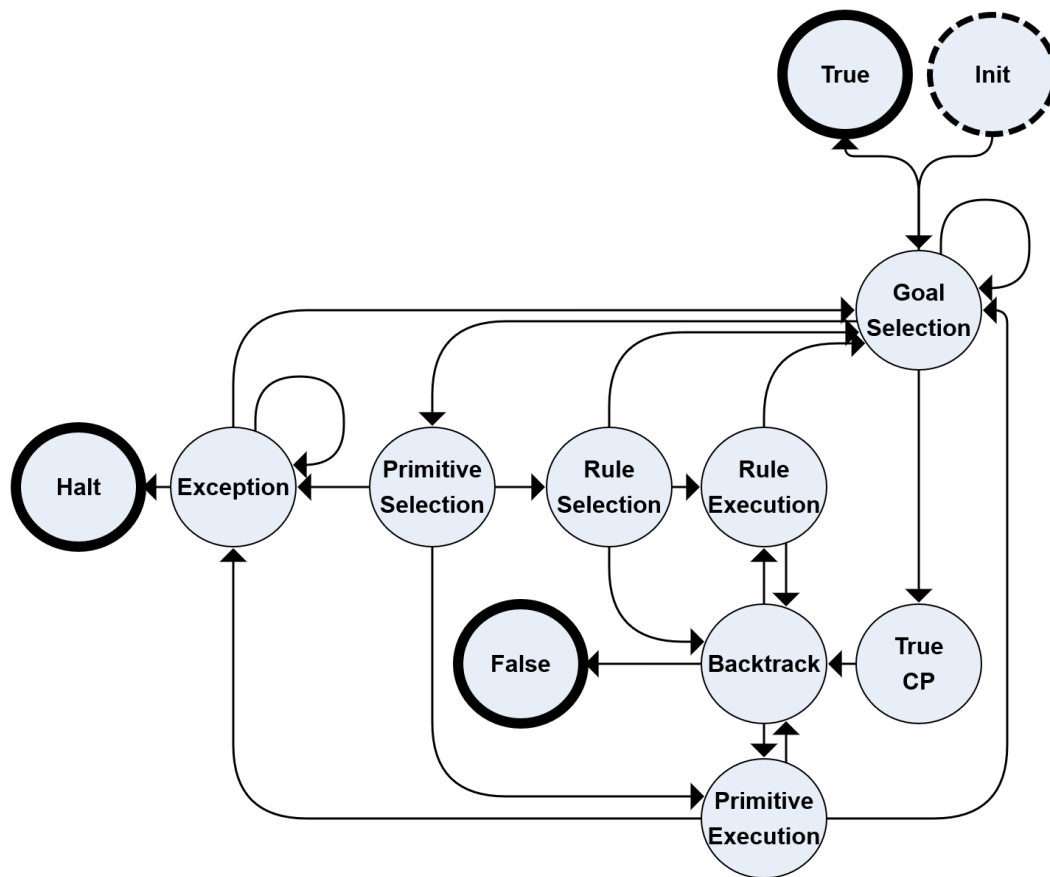 True
Init
Goal
Selection
Halt
Exception
Primitive
Selection
Rule
Selection
Rule
Execution
False
Backtrack
True
CP
Primitive
Execution